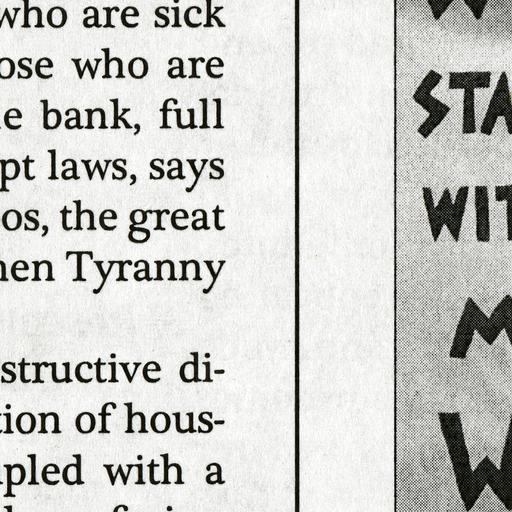 who are sick
ose who are
e bank, full
pt laws, says
os, the great
hen Tyranny
structive di-
tion of hous-
pled with a
STA
WIT
M
W